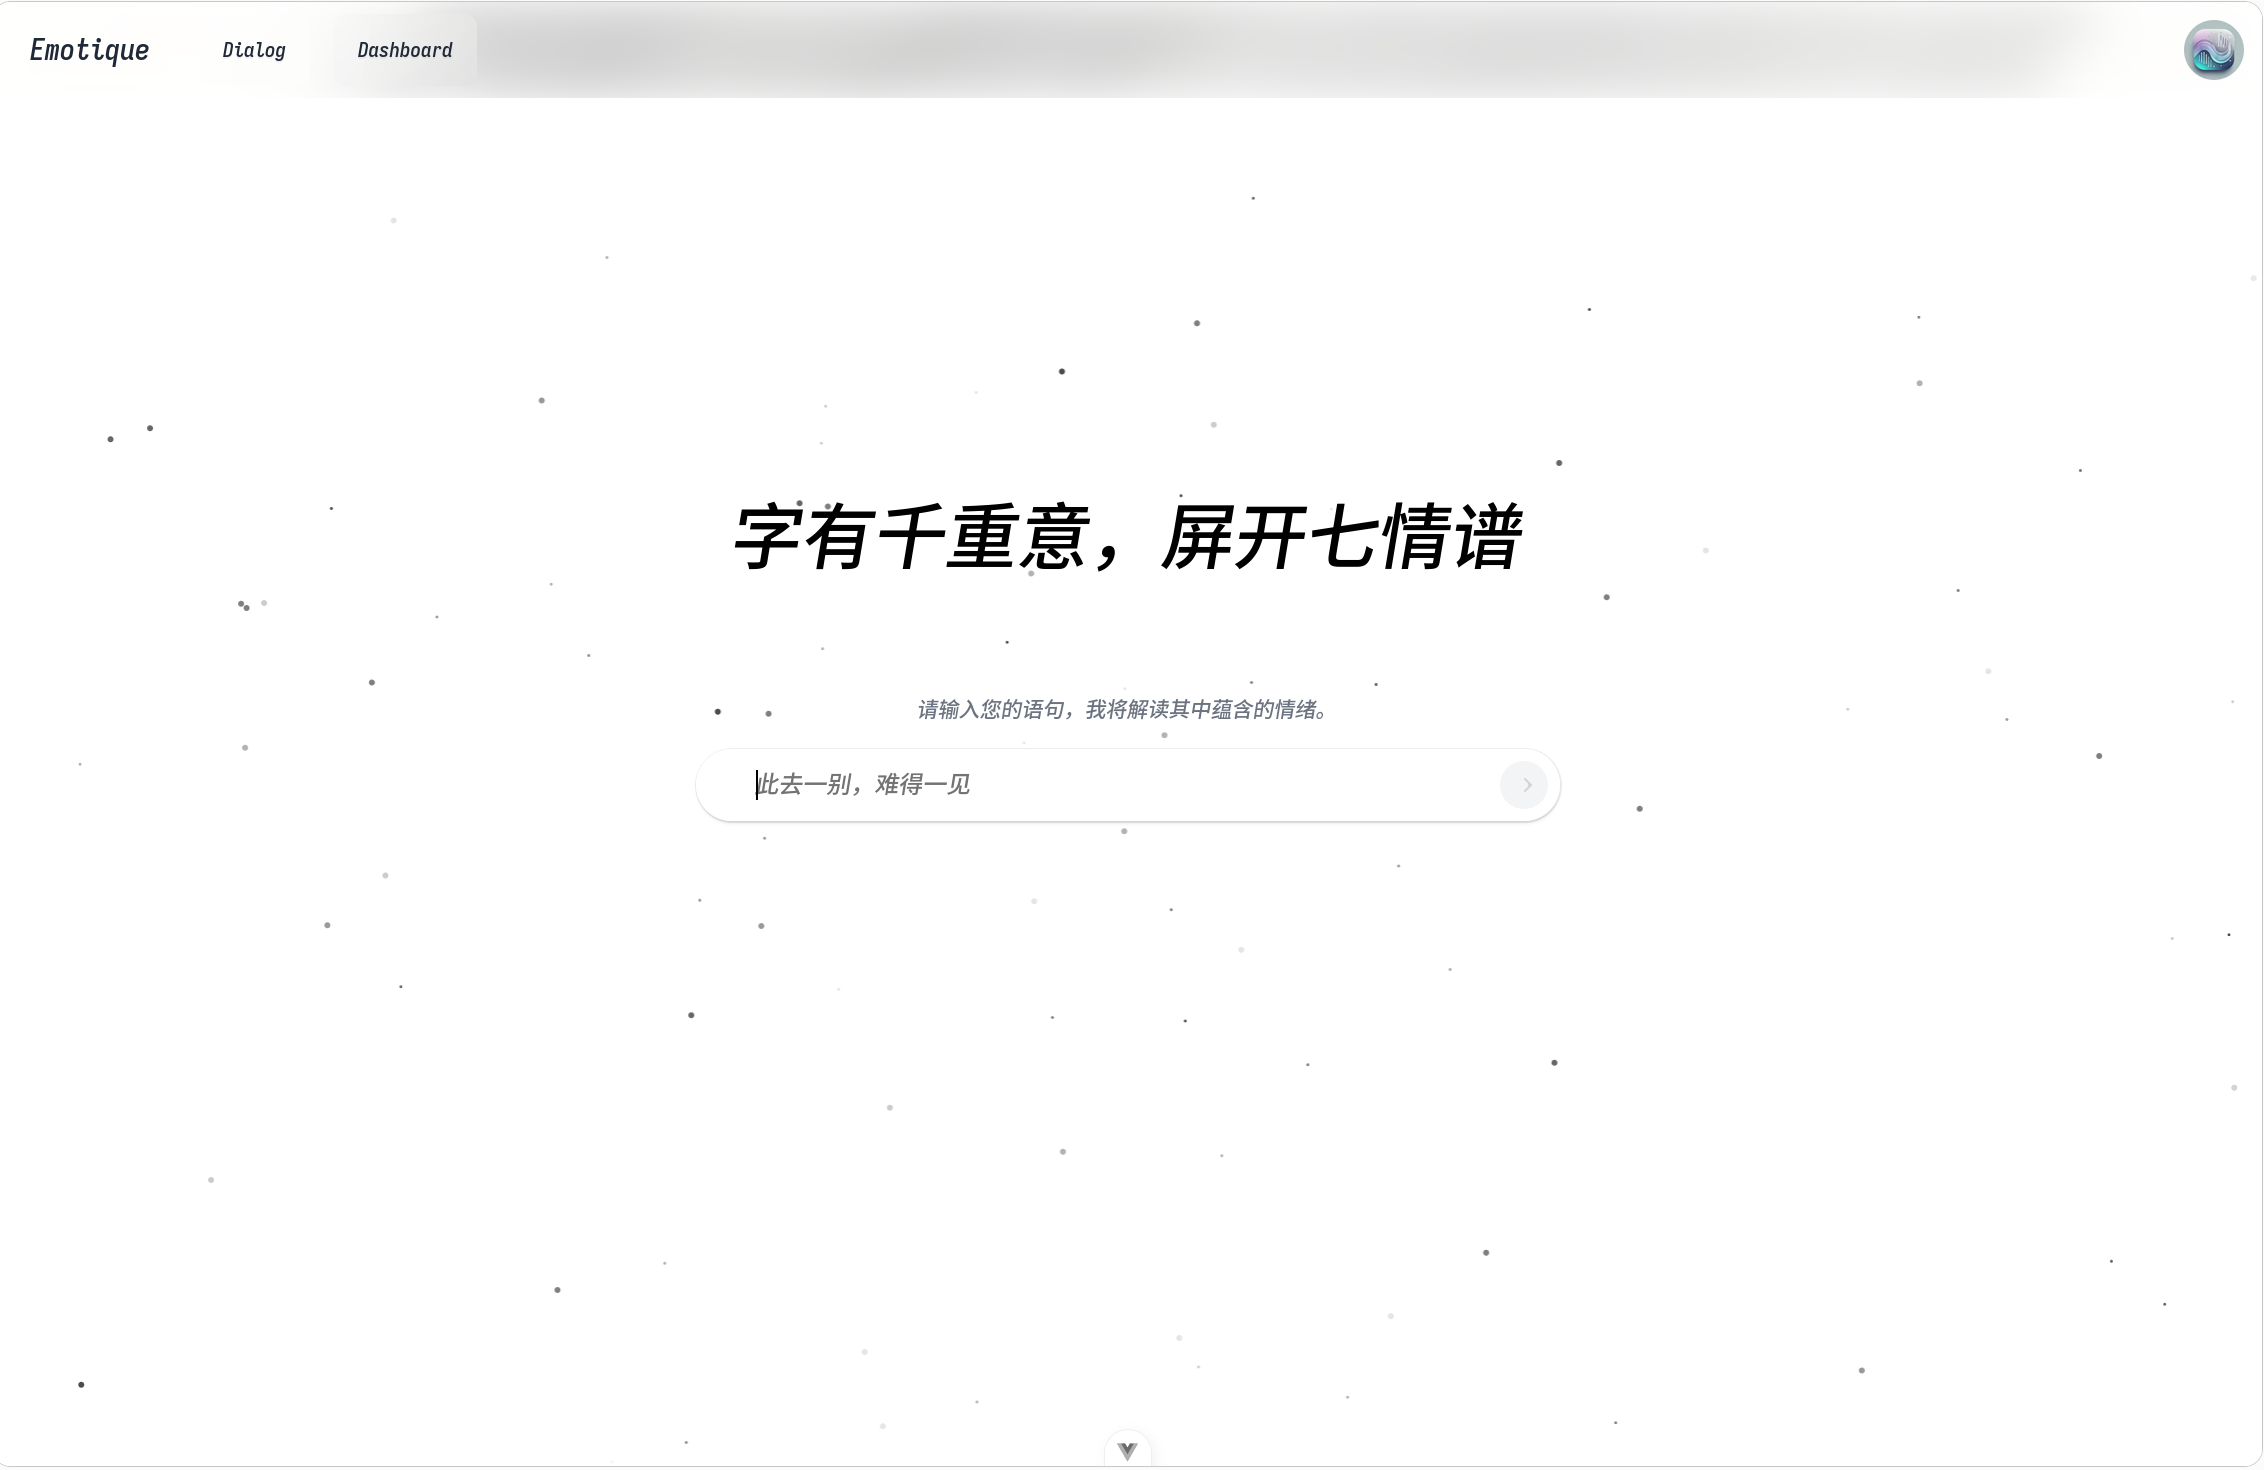 Emotique
Dialog
Dashboard
字有千重意，屏开七情谱
请输入您的语句，我将解读其中蕴含的情绪。
此去一别，难得一见